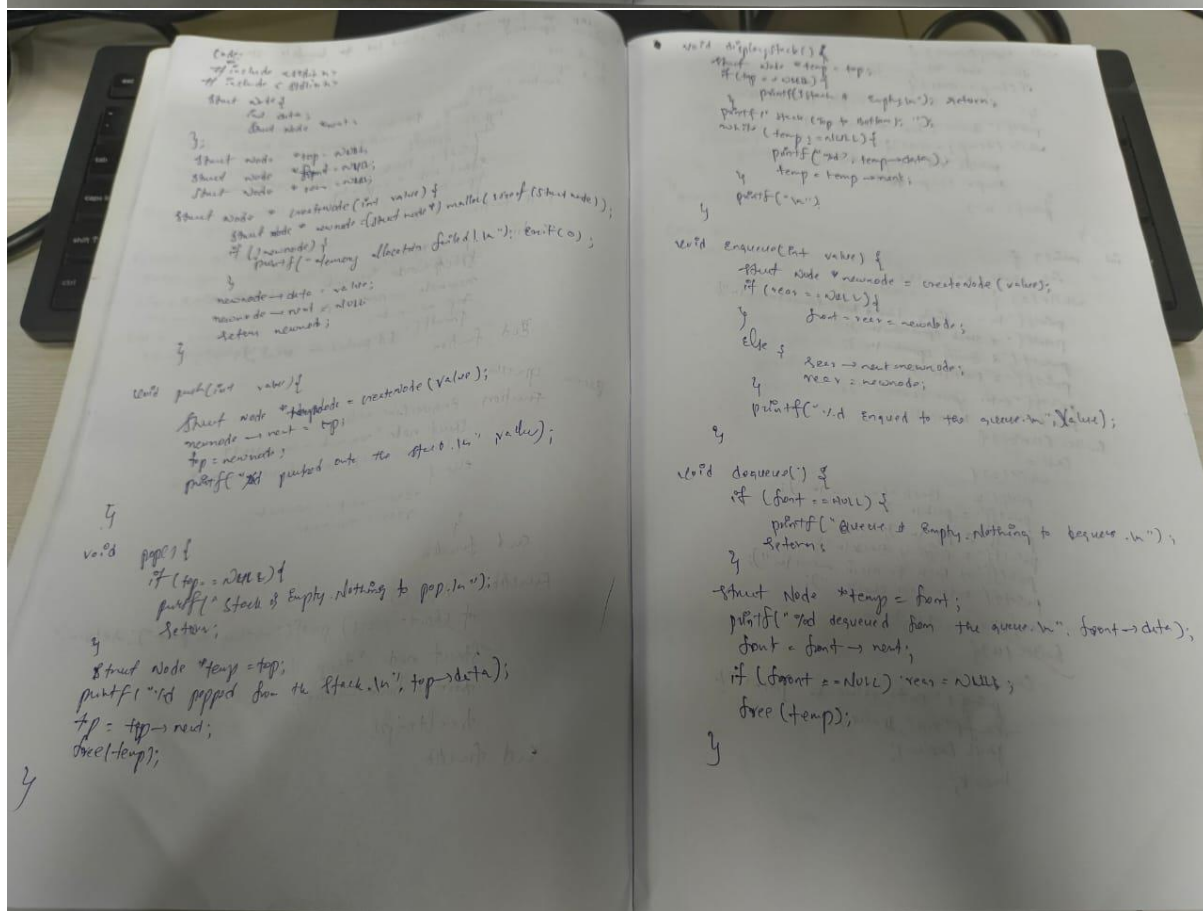 Code:
# include <stdio.h>
# include <stdlib.h>
struct Node {
int data;
struct Node *next;
};
struct Node *top = NULL;
struct Node *front = NULL;
struct Node *rear = NULL;
struct Node * createNode(int value) {
struct Node * newnode = (struct node*) malloc(sizeof(struct node));
if (!newnode) {
printf("Memory allocation failed!\n"); Exit(0);
}
newnode → data = value;
newnode → next = NULL
return newnode;
}
void push(int value) {
struct Node = createNode(value);
newnode → next = top;
top = newnode;
printf("%d pushed onto the stack.\n", value);
}
void pop() {
if (top == NULL) {
printf("Stack is Empty. Nothing to pop.\n");
return;
}
struct Node *temp = top;
printf("%d popped from the stack.\n", top→data);
top = top → next;
free(temp);
}
void displayStack() {
struct Node *temp = top;
if (top == NULL) {
printf("Stack is Empty\n"); return;
}
printf("Stack (top to Bottom): ");
while (temp != NULL) {
printf("%d", temp→data);
temp = temp → next;
}
printf("\n")
}
void Enqueue(int value) {
struct Node *newnode = createNode(value);
if (rear == NULL) {
front = rear = newnode;
}
Else {
rear → next = newnode;
rear = newnode;
}
printf("%d Enqued to the queue.\n", value);
}
void dequeue() {
if (front == NULL) {
printf("Queue is Empty. Nothing to Dequeue.\n");
return;
}
struct Node *temp = front;
printf("%d dequeued from the queue.\n", front → data);
front = front → next;
if (front == NULL) rear = NULL;
free(temp);
}